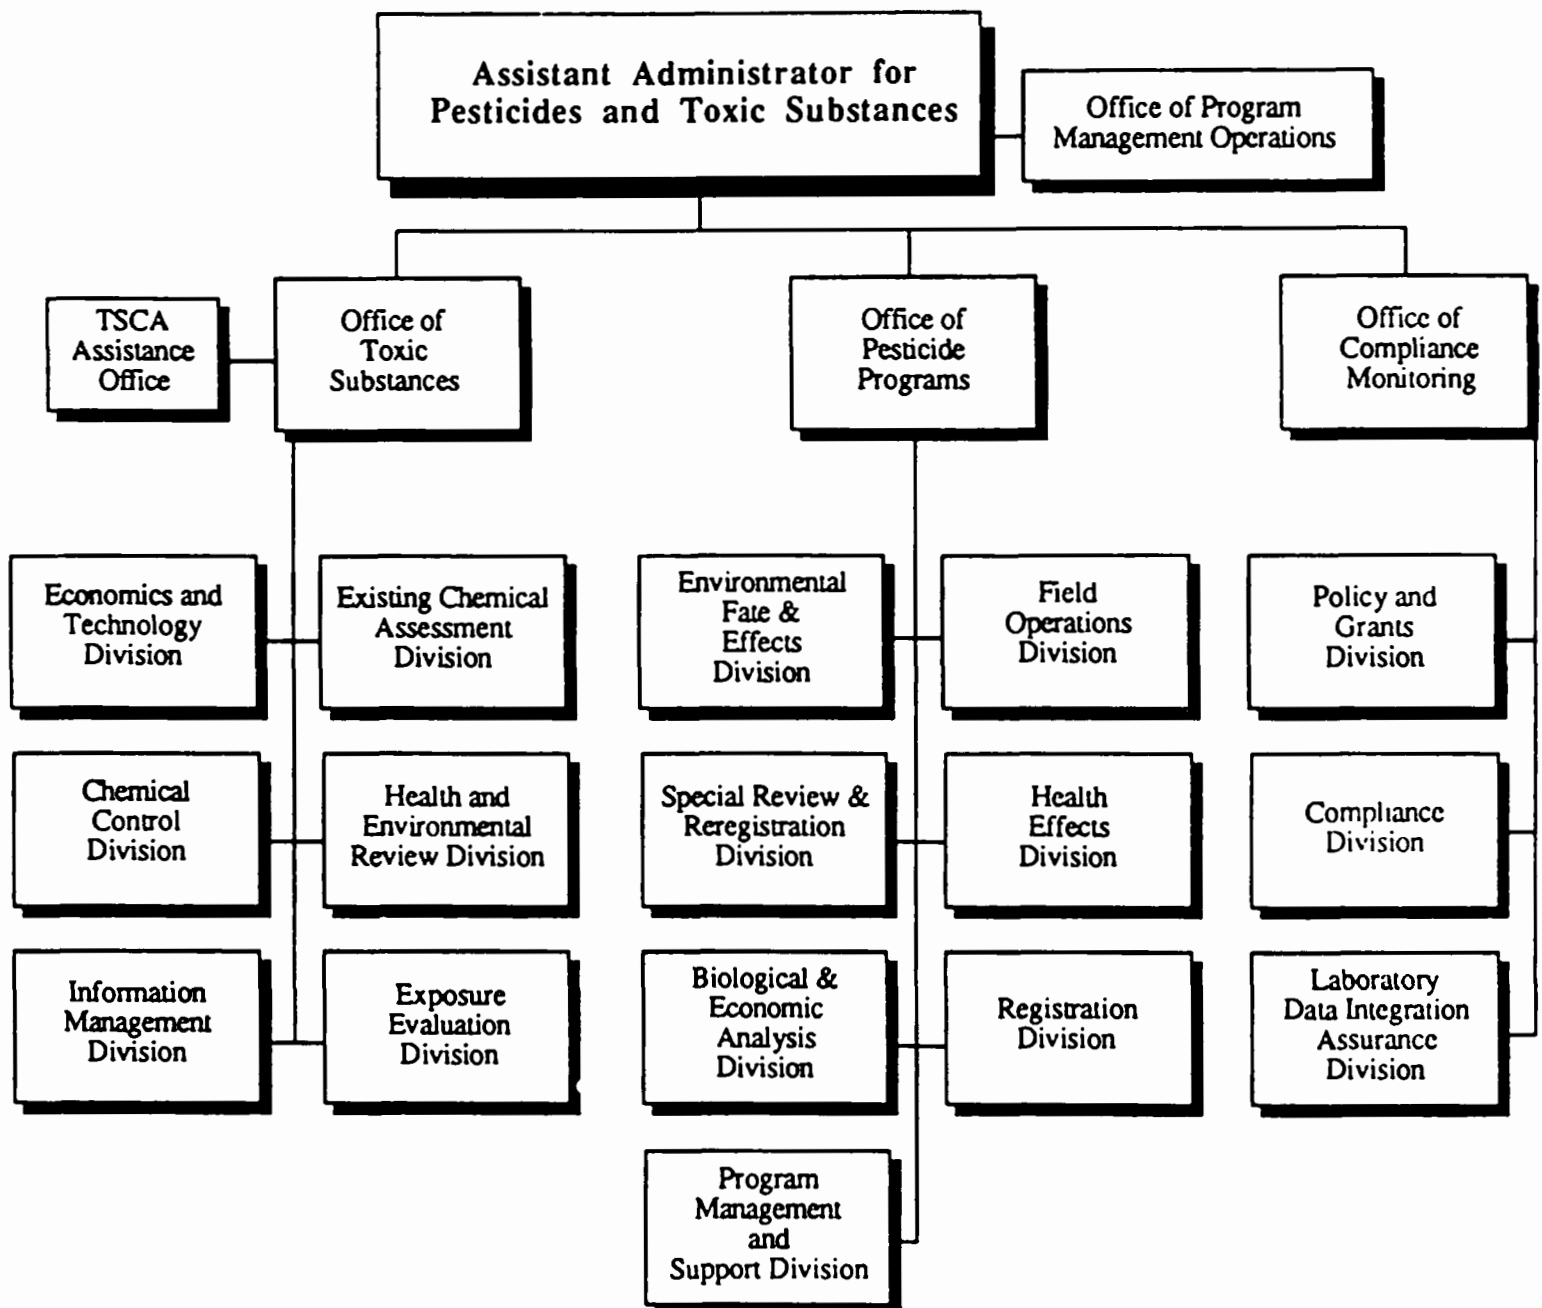 Assistant Administrator for
Pesticides and Toxic Substances
Office of Program
Management Operations
TSCA
Assistance
Office
Office of
Toxic
Substances
Office of
Pesticide
Programs
Office of
Compliance
Monitoring
Economics and
Technology
Division
Existing Chemical
Assessment
Division
Environmental
Fate &
Effects
Division
Field
Operations
Division
Policy and
Grants
Division
Chemical
Control
Division
Health and
Environmental
Review Division
Special Review &
Reregistration
Division
Health
Effects
Division
Compliance
Division
Information
Management
Division
Exposure
Evaluation
Division
Biological &
Economic
Analysis
Division
Registration
Division
Laboratory
Data Integration
Assurance
Division
Program
Management
and
Support Division